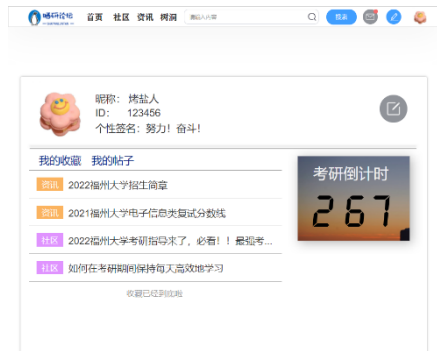 首页 社区 资讯 树洞 请输入内容
昵称： 烤盐人
ID： 123456
个性签名：努力！奋斗！
我的收藏 我的帖子
资讯 2022福州大学招生简章
资讯 2021福州大学电子信息类复试分数线
社区 2022福州大学考研指导来了，必看！！最强考...
社区 如何在考研期间保持每天高效地学习
收藏已经到底啦
考研倒计时
267